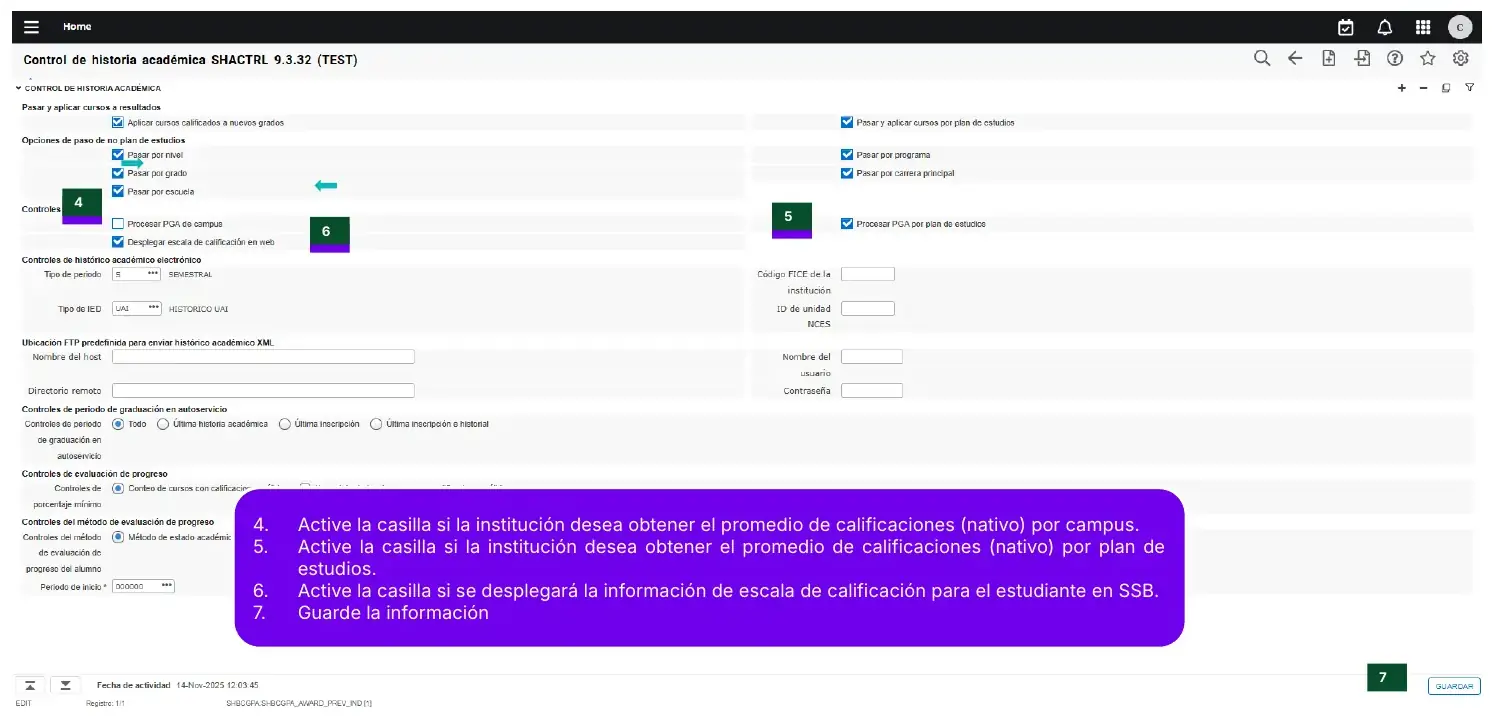 Home
C
Control de historia académica SHACTRL 9.3.32 (TEST)
CONTROL DE HISTORIA ACADÉMICA
Pasar y aplicar cursos a resultados
Aplicar cursos calificados a nuevos grados
Pasar y aplicar cursos por plan de estudios
Opciones de paso de no plan de estudios
Pasar por nivel
Pasar por programa
Pasar por grado
Pasar por carrera principal
Pasar por escuela
4
Controles
5
Procesar PGA de campus
6
Procesar PGA por plan de estudios
Desplegar escala de calificación en web
Controles de histórico académico electrónico
Tipo de periodo S ••• SEMESTRAL
Código FICE de la
institución
Tipo de IED UAI ••• HISTORICO UAI
ID de unidad
NCES
Ubicación FTP predefinida para enviar histórico académico XML
Nombre del host
Nombre del
usuario
Directorio remoto
Contraseña
Controles de periodo de graduación en autoservicio
Controles de periodo
de graduación en
autoservicio
Todo Última historia académica Última inscripción Última inscripción e historial
Controles de evaluación de progreso
Controles de
porcentaje mínimo
Conteo de cursos con calificacion
Controles del método de evaluación de progreso
Controles del método
de evaluación de
progreso del alumno
Método de estado académic
Periodo de inicio * 000000 •••
4. Active la casilla si la institución desea obtener el promedio de calificaciones (nativo) por campus.
5. Active la casilla si la institución desea obtener el promedio de calificaciones (nativo) por plan de
estudios.
6. Active la casilla si se desplegará la información de escala de calificación para el estudiante en SSB.
7. Guarde la información
Fecha de actividad 14-Nov-2025 12:03:45
7
GUARDAR
EDIT
Registro: 1/1
SHBCGPA.SHBCGPA_AWARD_PREV_IND [1]